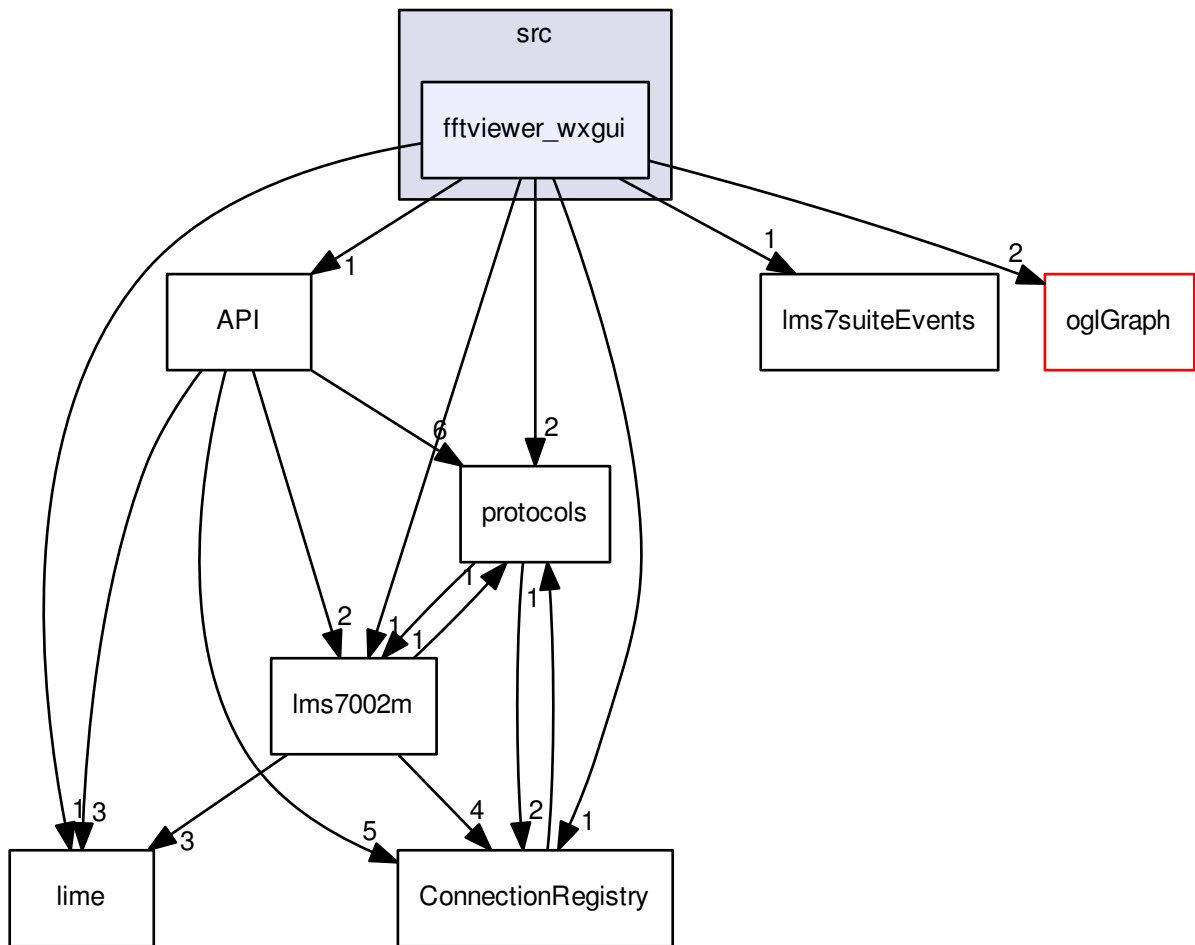 src
fftviewer_wxgui
1
2
1
API
lms7suiteEvents
oglGraph
6
2
protocols
1
1
2
1
1
lms7002m
1
3
3
5
4
2
1
lime
ConnectionRegistry